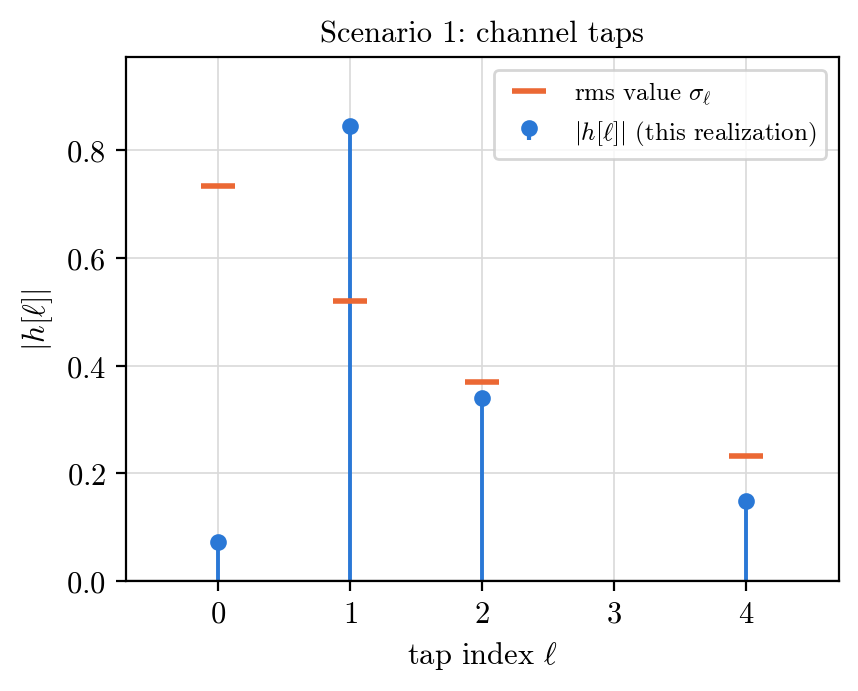 Scenario 1: channel taps
rms value σℓ
|h[ℓ]| (this realization)
|h[ℓ]|
0.8
0.6
0.4
0.2
0.0
0 1 2 3 4
tap index ℓ